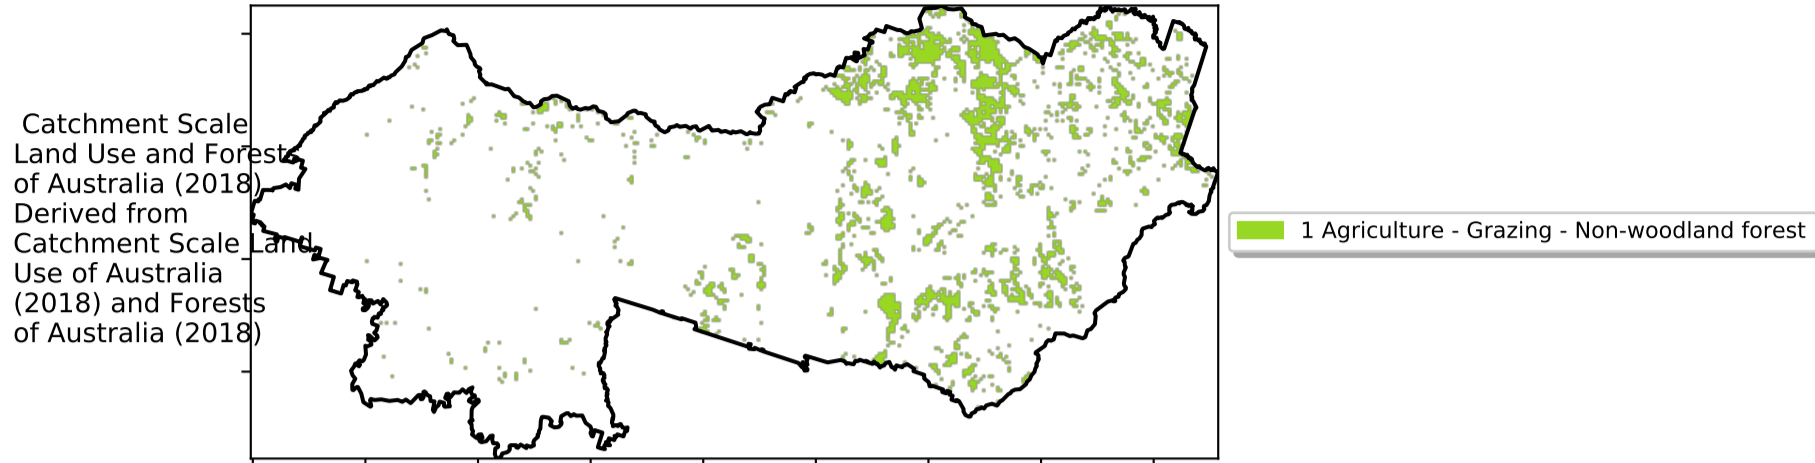 Catchment Scale
Land Use and Forests
of Australia (2018)
Derived from
Catchment Scale Land
Use of Australia
(2018) and Forests
of Australia (2018)
1 Agriculture - Grazing - Non-woodland forest